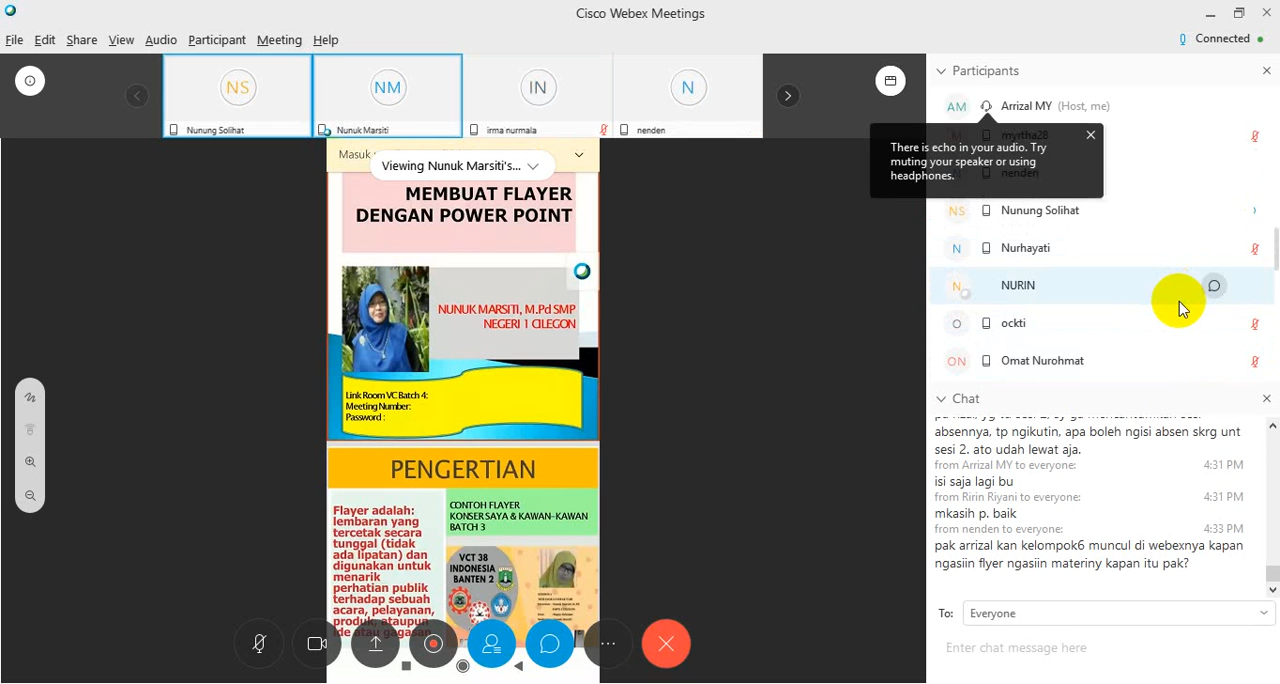 Cisco Webex Meetings
File Edit Share View Audio Participant Meeting Help
Connected
NS
NM
IN
N
Nunung Solihat
Nunuk Marsiti
irma nurmala
nenden
Masuk
Viewing Nunuk Marsiti's...
MEMBUAT FLAYER
DENGAN POWER POINT
NUNUK MARSITI, M.Pd SMP
NEGERI 1 CILEGON
Link Room VC Batch 4:
Meeting Number:
Password :
PENGERTIAN
Flayer adalah:
lembaran yang
tercetak secara
tunggal (tidak
ada lipatan) dan
digunakan untuk
menarik
perhatian publik
terhadap sebuah
acara, pelayanan,
produk, ataupun
ide atau gagasan
CONTOH FLAYER
KONSER SAYA & KAWAN-KAWAN
BATCH 3
VCT 38
INDONESIA
BANTEN 2
Participants
AM Arrizal MY (Host, me)
myrtha28
There is echo in your audio. Try
muting your speaker or using
headphones.
nenden
NS Nunung Solihat
N Nurhayati
N NURIN
O ockti
ON Omat Nurohmat
Chat
absennya, tp ngikutin, apa boleh ngisi absen skrg unt
sesi 2. ato udah lewat aja.
from Arrizal MY to everyone: 4:31 PM
isi saja lagi bu
from Ririn Riyani to everyone: 4:31 PM
mkasih p. baik
from nenden to everyone: 4:33 PM
pak arrizal kan kelompok6 muncul di webexnya kapan
ngasiin flyer ngasiin materiny kapan itu pak?
To: Everyone
Enter chat message here